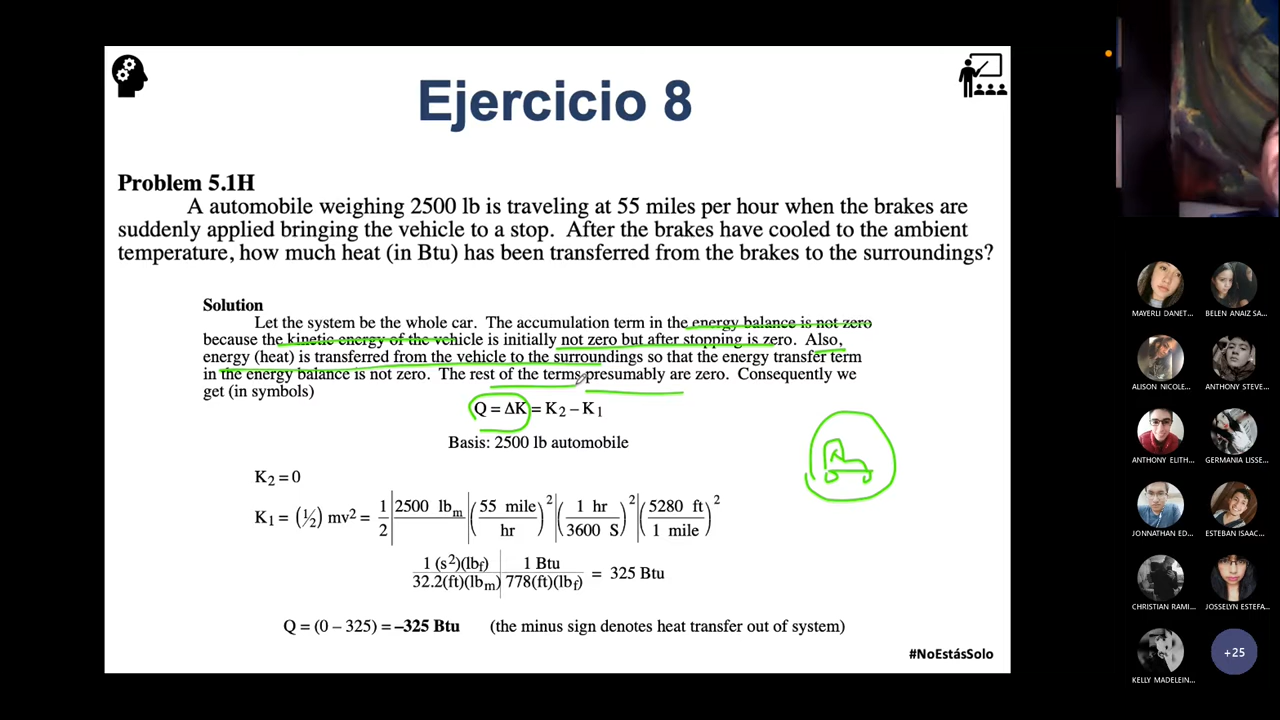 Ejercicio 8
Problem 5.1H
A automobile weighing 2500 lb is traveling at 55 miles per hour when the brakes are
suddenly applied bringing the vehicle to a stop. After the brakes have cooled to the ambient
temperature, how much heat (in Btu) has been transferred from the brakes to the surroundings?
Solution
Let the system be the whole car. The accumulation term in the energy balance is not zero
because the kinetic energy of the vehicle is initially not zero but after stopping is zero. Also,
energy (heat) is transferred from the vehicle to the surroundings so that the energy transfer term
in the energy balance is not zero. The rest of the terms presumably are zero. Consequently we
get (in symbols)
Q = ΔK = K₂ – K₁
Basis: 2500 lb automobile
K₂ = 0
K₁ = (½) mv² = 1/2 | 2500 lbₘ | (55 mile/hr)² | (1 hr/3600 S)² | (5280 ft/1 mile)²
1 (s²)(lb_f)/32.2(ft)(lbₘ) | 1 Btu/778(ft)(lb_f) = 325 Btu
Q = (0 – 325) = –325 Btu (the minus sign denotes heat transfer out of system)
#NoEstásSolo
MAYERLI DANET...
BELEN ANAIZ SA...
ALISON NICOLE...
ANTHONY STEVE...
ANTHONY ELITH...
GERMANIA LISSE...
JONNATHAN ED...
ESTEBAN ISAAC...
CHRISTIAN RAMI...
JOSSELYN ESTEFA...
KELLY MADELEIN...
+25